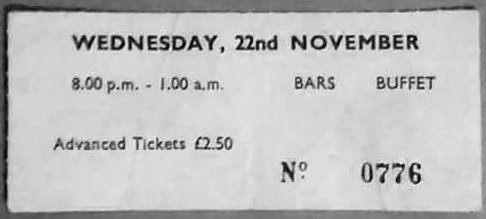 WEDNESDAY, 22nd NOVEMBER
8.00 p.m. - 1.00 a.m. BARS BUFFET
Advanced Tickets £2.50
Nº 0776